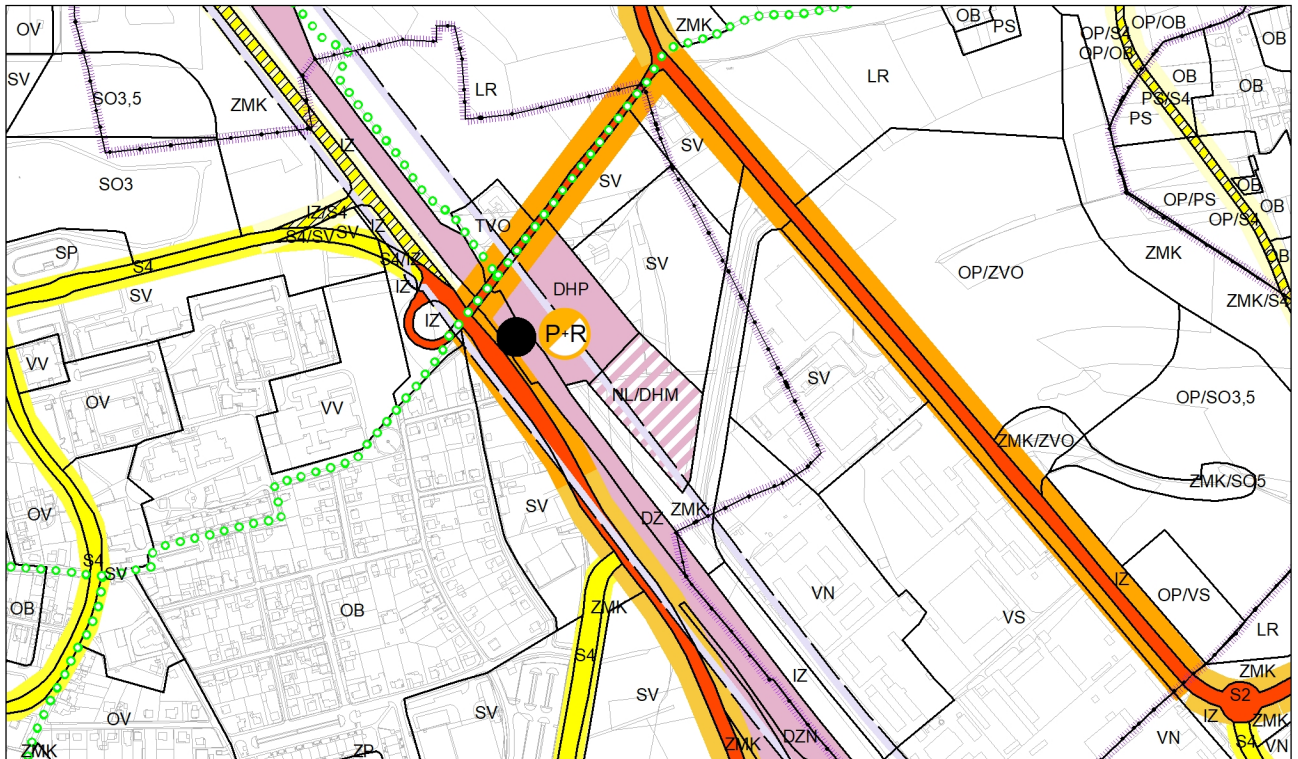 OV
ZMK
OB
PS
OP/S4
OP/OB
OP/OB
OB
SV
SO3,5
ZMK
LR
LR
OB
OB
PS/S4
PS
IZ
SV
SO3
SV
OB
OP/PS
OB
OP/S4
IZ/S4
IZ
SV
S4/SV
TVO
SP
S4
S4/IZ
SV
ZMK
OB
OP/ZVO
SV
IZ
DHP
ZMK/S4
IZ
P+R
VV
SV
NL/DHM
OP/SO3,5
OV
VV
ZMK/ZVO
ZMK/SO5
OV
SV
ZMK
DZ
S4
SV
IZ
OB
OB
ZMK
VN
VS
OP/VS
LR
S4
IZ
ZMK
SV
S2
OV
SV
IZ
ZMK
ZMK
ZP
ZMK
DZN
VN
S4
VN